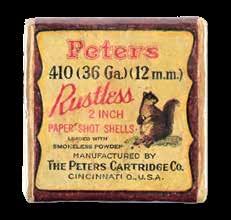 Peters
410 (36 Ga.) (12 m.m.)
Rustless
2 INCH
PAPER SHOT SHELLS
LOADED WITH
SMOKELESS POWDER
MANUFACTURED BY
THE PETERS CARTRIDGE CO.
CINCINNATI O., U.S.A.